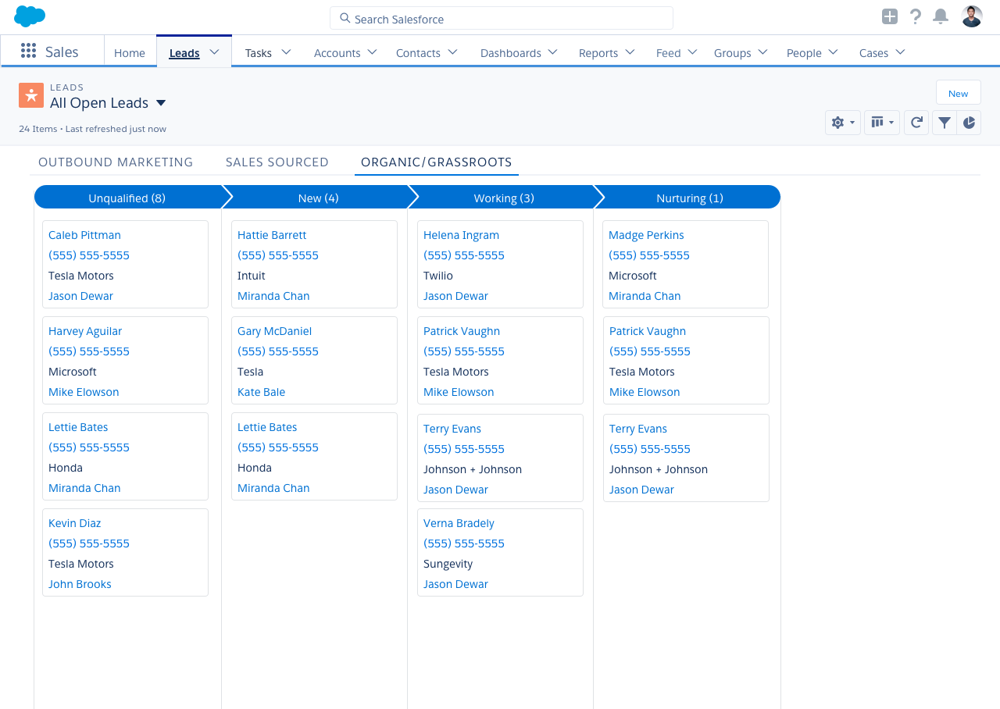 Search Salesforce
Sales
Home
Leads
Tasks
Accounts
Contacts
Dashboards
Reports
Feed
Groups
People
Cases
LEADS
All Open Leads
New
24 Items • Last refreshed just now
OUTBOUND MARKETING
SALES SOURCED
ORGANIC/GRASSROOTS
Unqualified (8)
New (4)
Working (3)
Nurturing (1)
Caleb Pittman
(555) 555-5555
Tesla Motors
Jason Dewar
Harvey Aguilar
(555) 555-5555
Microsoft
Mike Elowson
Lettie Bates
(555) 555-5555
Honda
Miranda Chan
Kevin Diaz
(555) 555-5555
Tesla Motors
John Brooks
Hattie Barrett
(555) 555-5555
Intuit
Miranda Chan
Gary McDaniel
(555) 555-5555
Tesla
Kate Bale
Lettie Bates
(555) 555-5555
Honda
Miranda Chan
Helena Ingram
(555) 555-5555
Twilio
Jason Dewar
Patrick Vaughn
(555) 555-5555
Tesla Motors
Mike Elowson
Terry Evans
(555) 555-5555
Johnson + Johnson
Jason Dewar
Verna Bradely
(555) 555-5555
Sungevity
Jason Dewar
Madge Perkins
(555) 555-5555
Microsoft
Miranda Chan
Patrick Vaughn
(555) 555-5555
Tesla Motors
Mike Elowson
Terry Evans
(555) 555-5555
Johnson + Johnson
Jason Dewar